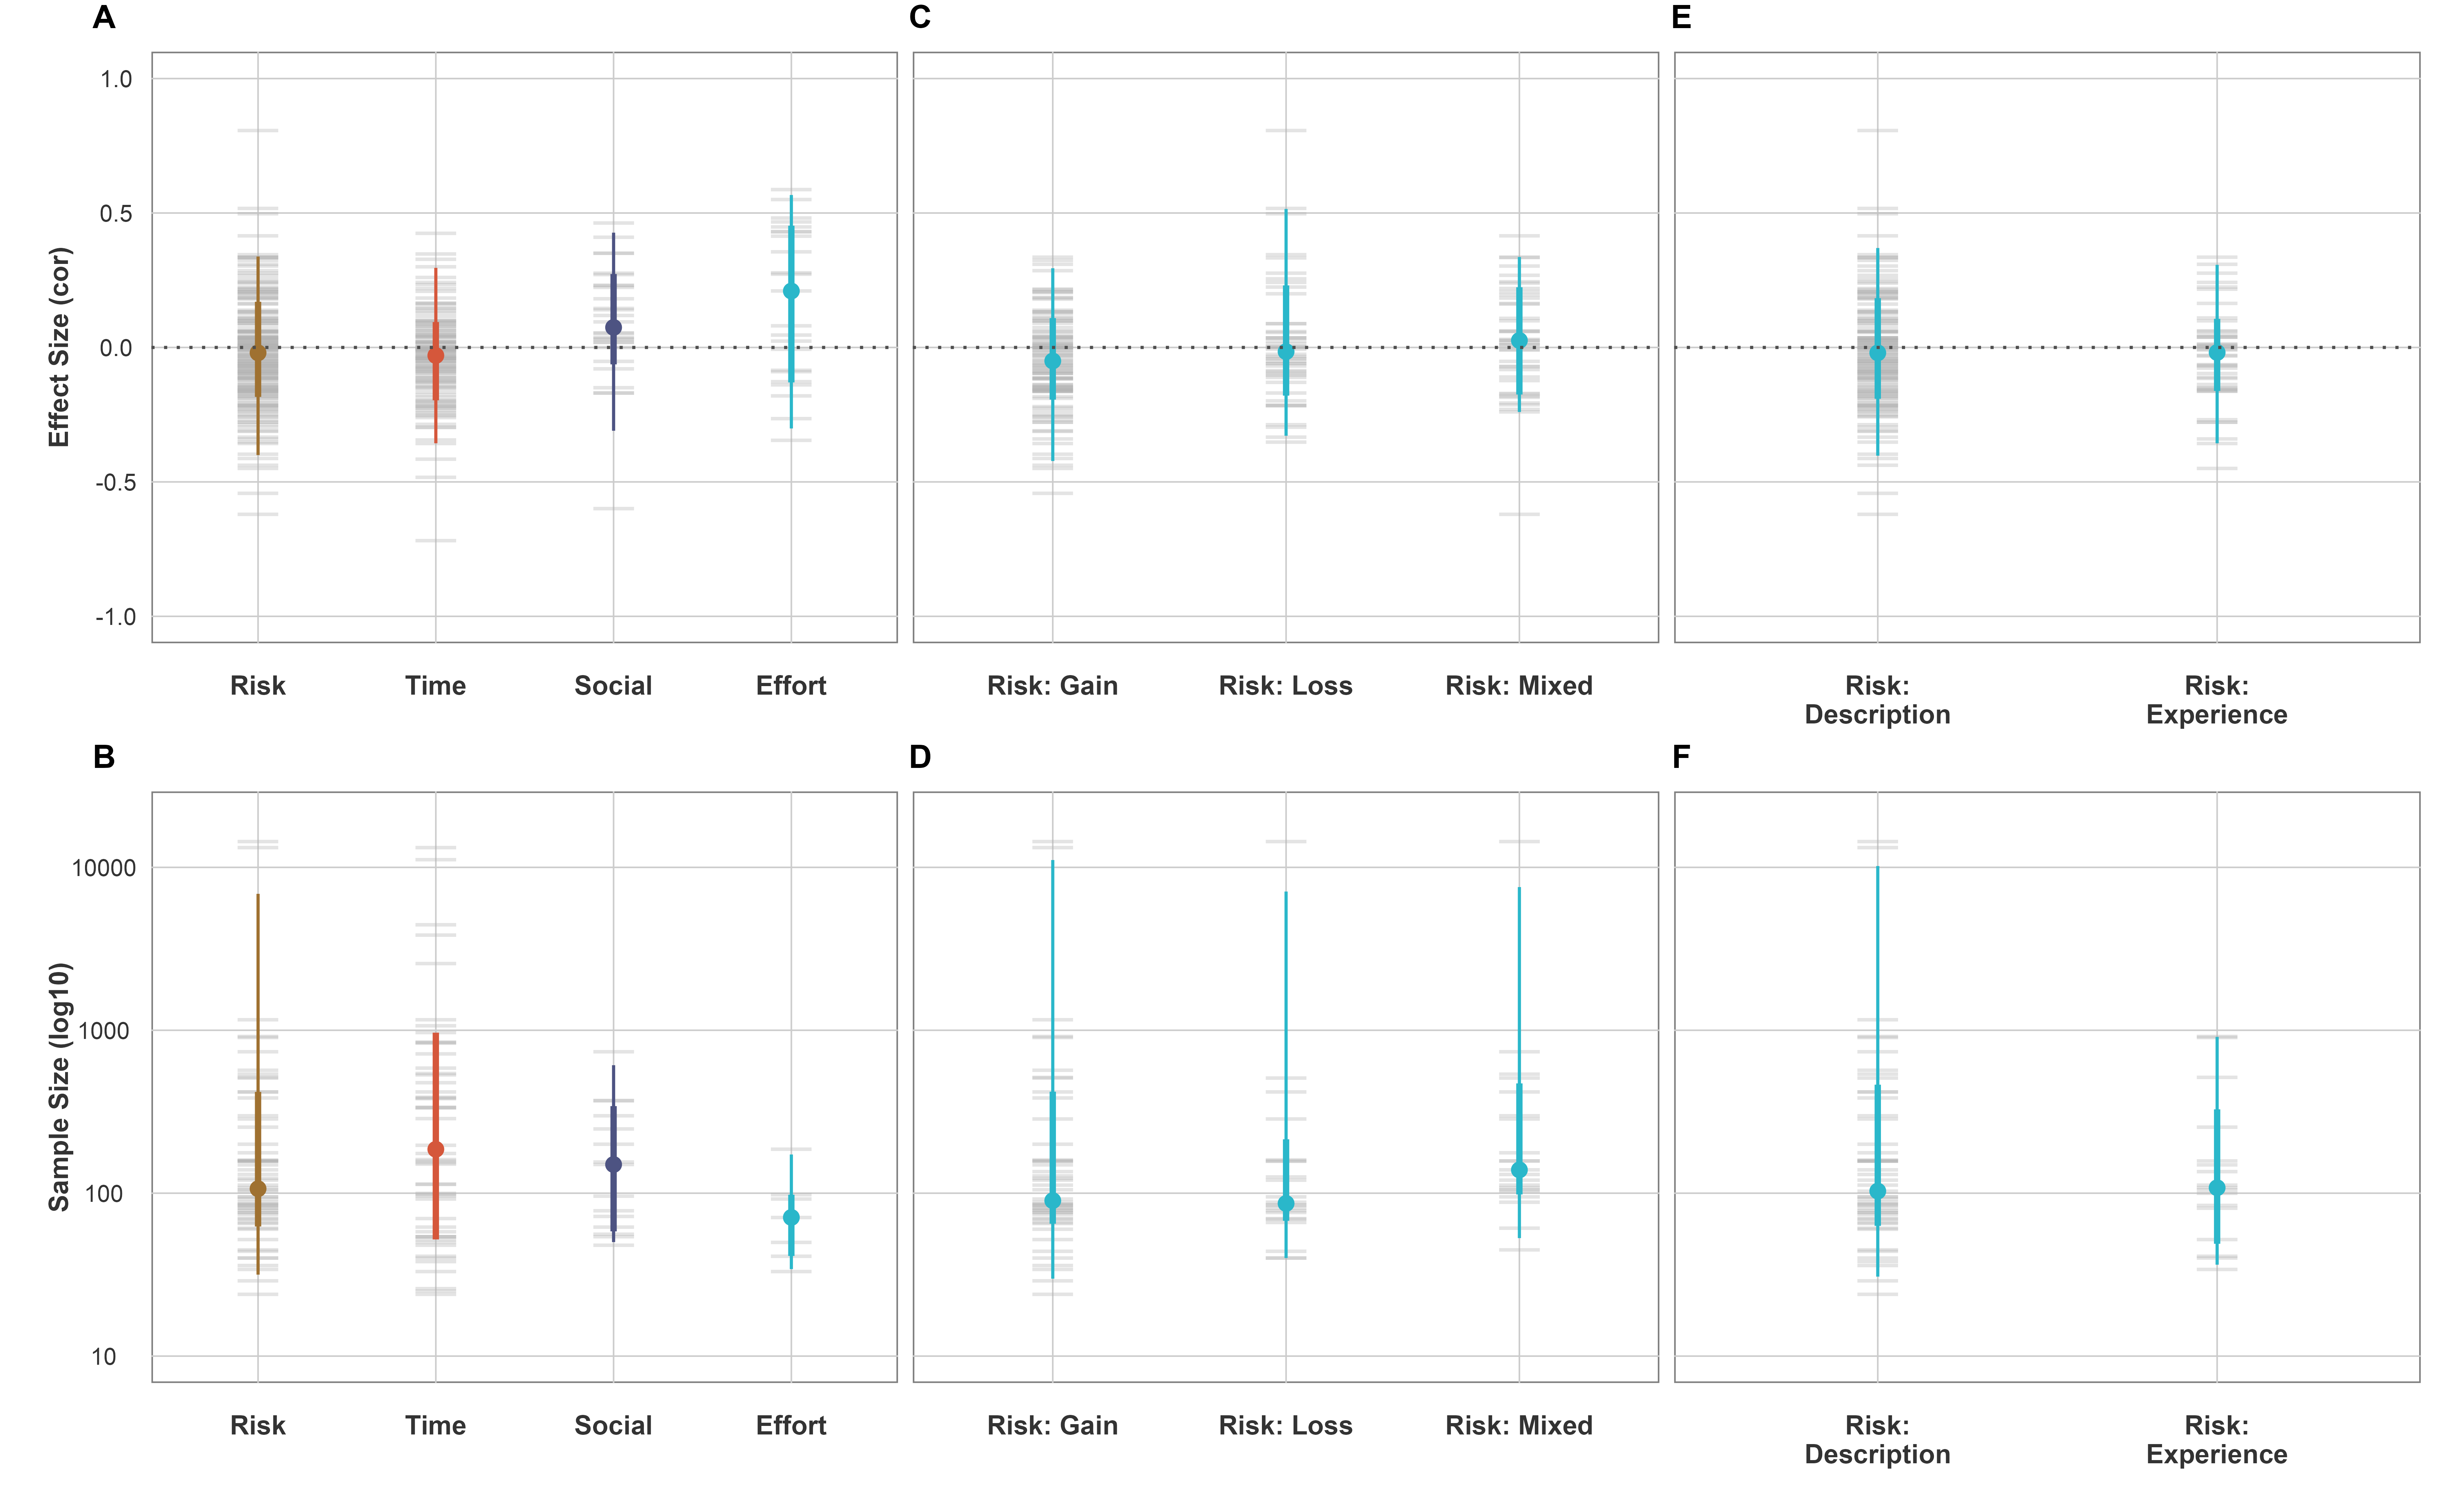 A
C
E
Effect Size (cor)
1.0
0.5
0.0
-0.5
-1.0
Risk
Time
Social
Effort
Risk: Gain
Risk: Loss
Risk: Mixed
Risk:
Description
Risk:
Experience
B
D
F
Sample Size (log10)
10000
1000
100
10
Risk
Time
Social
Effort
Risk: Gain
Risk: Loss
Risk: Mixed
Risk:
Description
Risk:
Experience